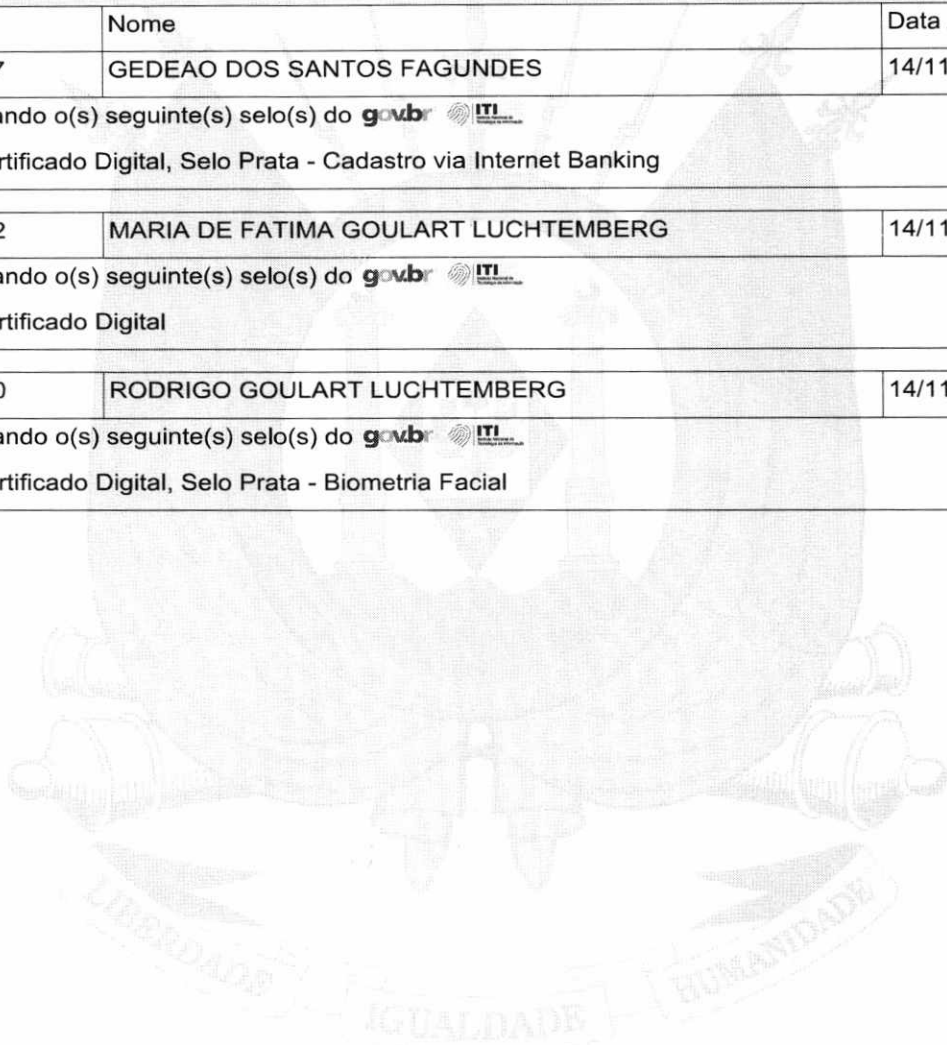 Nome Data
7 GEDEAO DOS SANTOS FAGUNDES 14/11
ando o(s) seguinte(s) selo(s) do gov.br ITI
rtificado Digital, Selo Prata - Cadastro via Internet Banking
2 MARIA DE FATIMA GOULART LUCHTEMBERG 14/11
ando o(s) seguinte(s) selo(s) do gov.br ITI
rtificado Digital
0 RODRIGO GOULART LUCHTEMBERG 14/11
ando o(s) seguinte(s) selo(s) do gov.br ITI
rtificado Digital, Selo Prata - Biometria Facial
LIBERDADE
IGUALDADE
HUMANIDADE